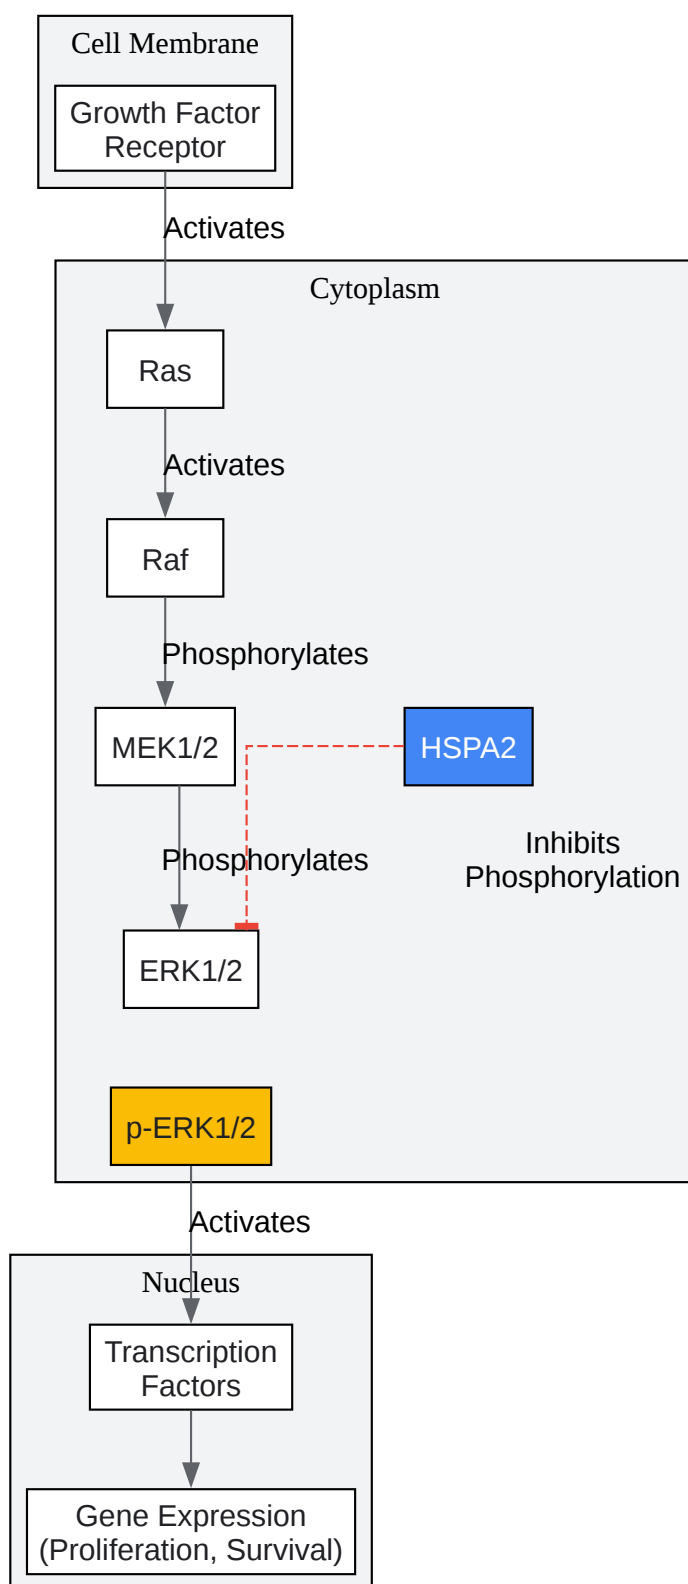 Cell Membrane
Growth Factor
Receptor
Activates
Cytoplasm
Ras
Activates
Raf
Phosphorylates
MEK1/2
HSPA2
Inhibits
Phosphorylation
Phosphorylates
ERK1/2
p-ERK1/2
Activates
Nucleus
Transcription
Factors
Gene Expression
(Proliferation, Survival)